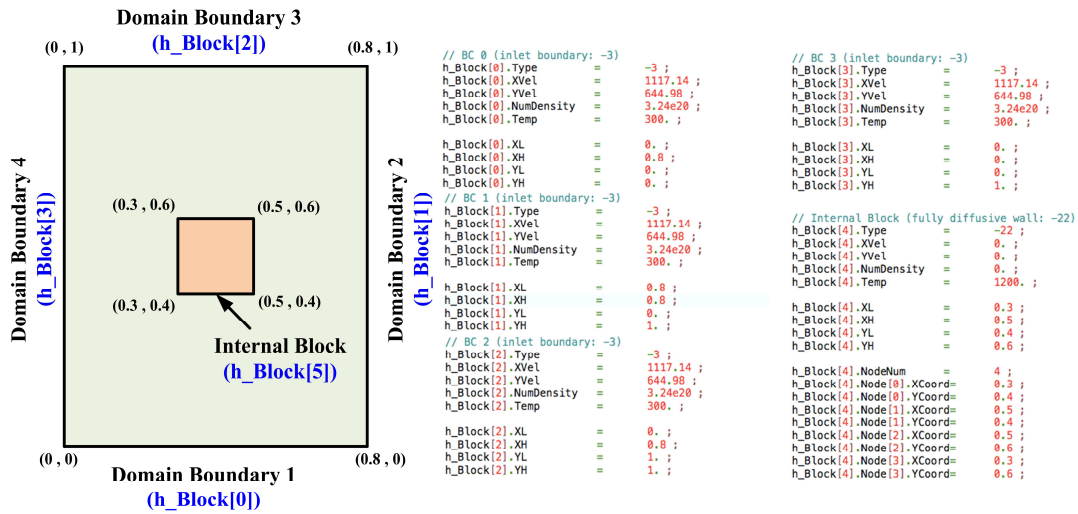 Domain Boundary 3
(h_Block[2])
(0 , 1)
(0.8 , 1)
Domain Boundary 4
(h_Block[3])
(0.3 , 0.6)
(0.5 , 0.6)
(0.3 , 0.4)
(0.5 , 0.4)
Internal Block
(h_Block[5])
Domain Boundary 2
(h_Block[1])
(0 , 0)
(0.8 , 0)
Domain Boundary 1
(h_Block[0])
// BC 0 (inlet boundary: -3)
h_Block[0].Type = -3 ;
h_Block[0].XVel = 1117.14 ;
h_Block[0].YVel = 644.98 ;
h_Block[0].NumDensity = 3.24e20 ;
h_Block[0].Temp = 300. ;
h_Block[0].XL = 0. ;
h_Block[0].XH = 0.8 ;
h_Block[0].YL = 0. ;
h_Block[0].YH = 0. ;
// BC 1 (inlet boundary: -3)
h_Block[1].Type = -3 ;
h_Block[1].XVel = 1117.14 ;
h_Block[1].YVel = 644.98 ;
h_Block[1].NumDensity = 3.24e20 ;
h_Block[1].Temp = 300. ;
h_Block[1].XL = 0.8 ;
h_Block[1].XH = 0.8 ;
h_Block[1].YL = 0. ;
h_Block[1].YH = 1. ;
// BC 2 (inlet boundary: -3)
h_Block[2].Type = -3 ;
h_Block[2].XVel = 1117.14 ;
h_Block[2].YVel = 644.98 ;
h_Block[2].NumDensity = 3.24e20 ;
h_Block[2].Temp = 300. ;
h_Block[2].XL = 0. ;
h_Block[2].XH = 0.8 ;
h_Block[2].YL = 1. ;
h_Block[2].YH = 1. ;
// BC 3 (inlet boundary: -3)
h_Block[3].Type = -3 ;
h_Block[3].XVel = 1117.14 ;
h_Block[3].YVel = 644.98 ;
h_Block[3].NumDensity = 3.24e20 ;
h_Block[3].Temp = 300. ;
h_Block[3].XL = 0. ;
h_Block[3].XH = 0. ;
h_Block[3].YL = 0. ;
h_Block[3].YH = 1. ;
// Internal Block (fully diffusive wall: -22)
h_Block[4].Type = -22 ;
h_Block[4].XVel = 0. ;
h_Block[4].YVel = 0. ;
h_Block[4].NumDensity = 0. ;
h_Block[4].Temp = 1200. ;
h_Block[4].XL = 0.3 ;
h_Block[4].XH = 0.5 ;
h_Block[4].YL = 0.4 ;
h_Block[4].YH = 0.6 ;
h_Block[4].NodeNum = 4 ;
h_Block[4].Node[0].XCoord= 0.3 ;
h_Block[4].Node[0].YCoord= 0.4 ;
h_Block[4].Node[1].XCoord= 0.5 ;
h_Block[4].Node[1].YCoord= 0.4 ;
h_Block[4].Node[2].XCoord= 0.5 ;
h_Block[4].Node[2].YCoord= 0.6 ;
h_Block[4].Node[3].XCoord= 0.3 ;
h_Block[4].Node[3].YCoord= 0.6 ;